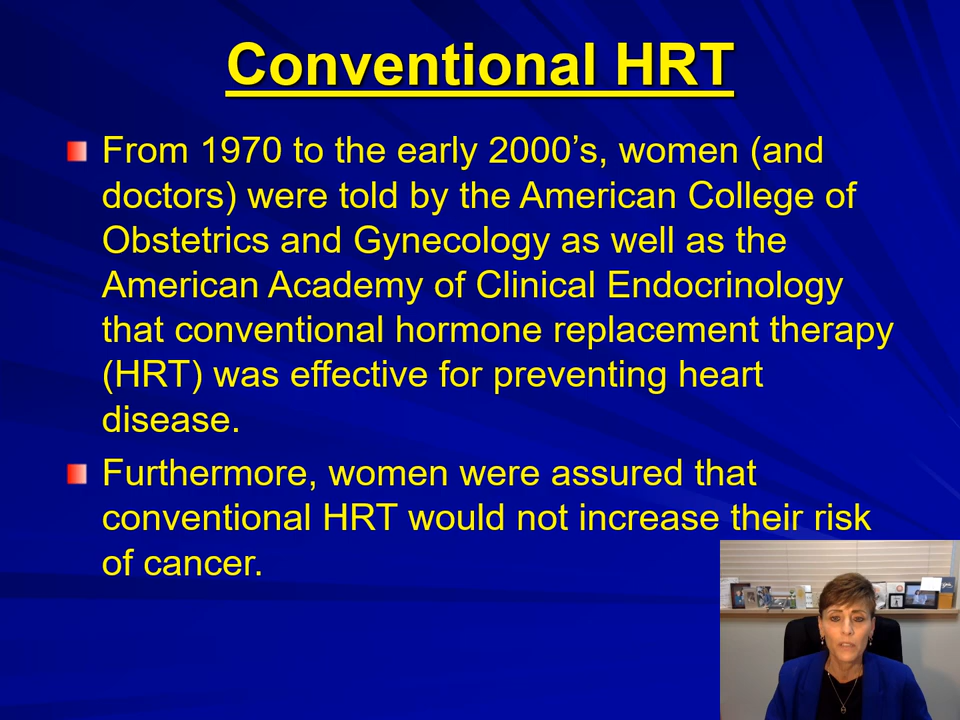 Conventional HRT
From 1970 to the early 2000’s, women (and
doctors) were told by the American College of
Obstetrics and Gynecology as well as the
American Academy of Clinical Endocrinology
that conventional hormone replacement therapy
(HRT) was effective for preventing heart
disease.
Furthermore, women were assured that
conventional HRT would not increase their risk
of cancer.